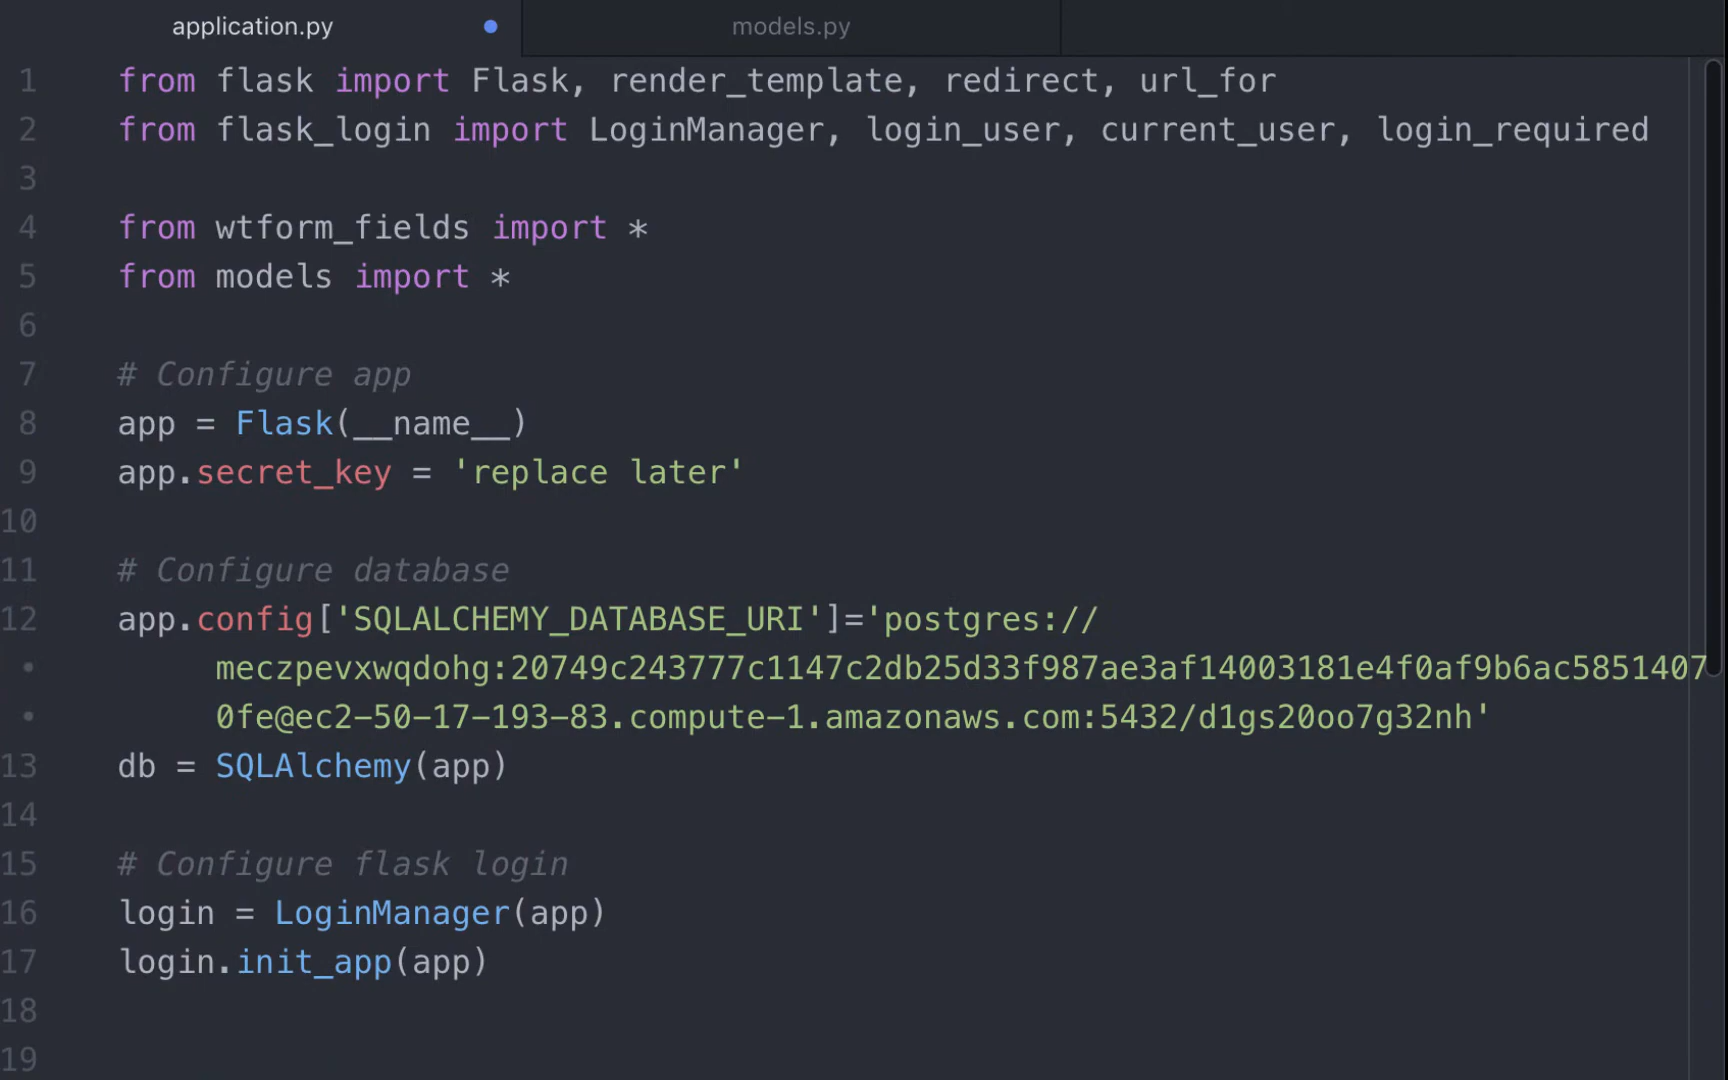 application.py
models.py
1 from flask import Flask, render_template, redirect, url_for
2 from flask_login import LoginManager, login_user, current_user, login_required
3
4 from wtform_fields import *
5 from models import *
6
7 # Configure app
8 app = Flask(__name__)
9 app.secret_key = 'replace later'
10
11 # Configure database
12 app.config['SQLALCHEMY_DATABASE_URI']='postgres://
• meczpevxwqdohg:20749c243777c1147c2db25d33f987ae3af14003181e4f0af9b6ac5851407
• 0fe@ec2-50-17-193-83.compute-1.amazonaws.com:5432/d1gs20oo7g32nh'
13 db = SQLAlchemy(app)
14
15 # Configure flask login
16 login = LoginManager(app)
17 login.init_app(app)
18
19